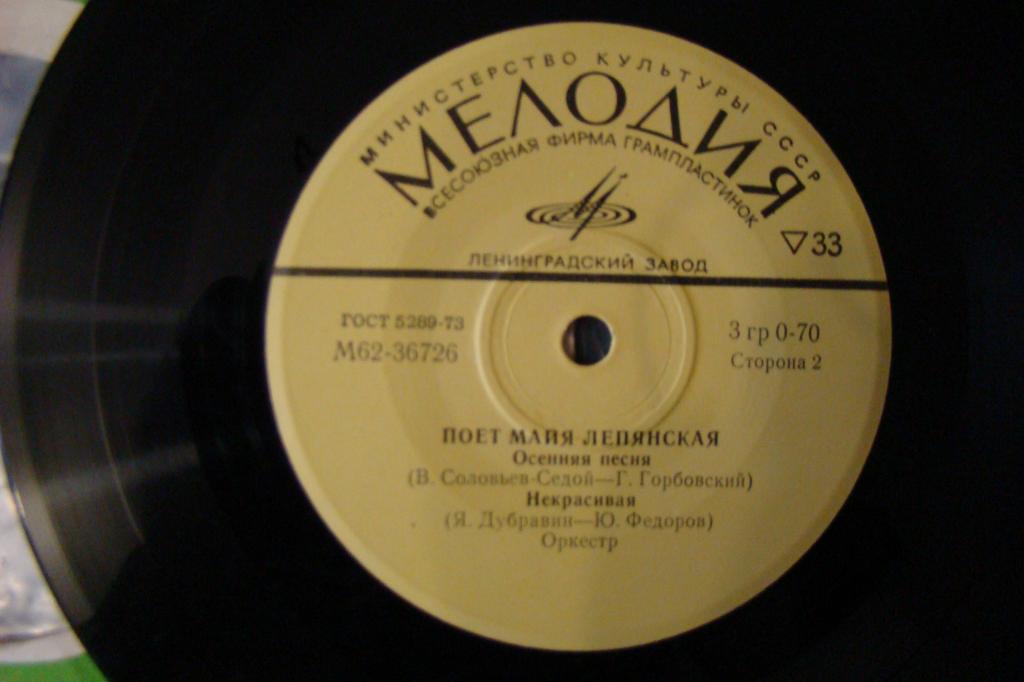 МИНИСТЕРСТВО КУЛЬТУРЫ СССР
МЕЛОДИЯ
ВСЕСОЮЗНАЯ ФИРМА ГРАМПЛАСТИНОК
▽33
ЛЕНИНГРАДСКИЙ ЗАВОД
ГОСТ 5289-73
М62-36726
3 гр 0-70
Сторона 2
ПОЕТ МАЙЯ ЛЕПЯНСКАЯ
Осенняя песня
(В. Соловьев-Седой—Г. Горбовский)
Некрасивая
(Я. Дубравин—Ю. Федоров)
Оркестр